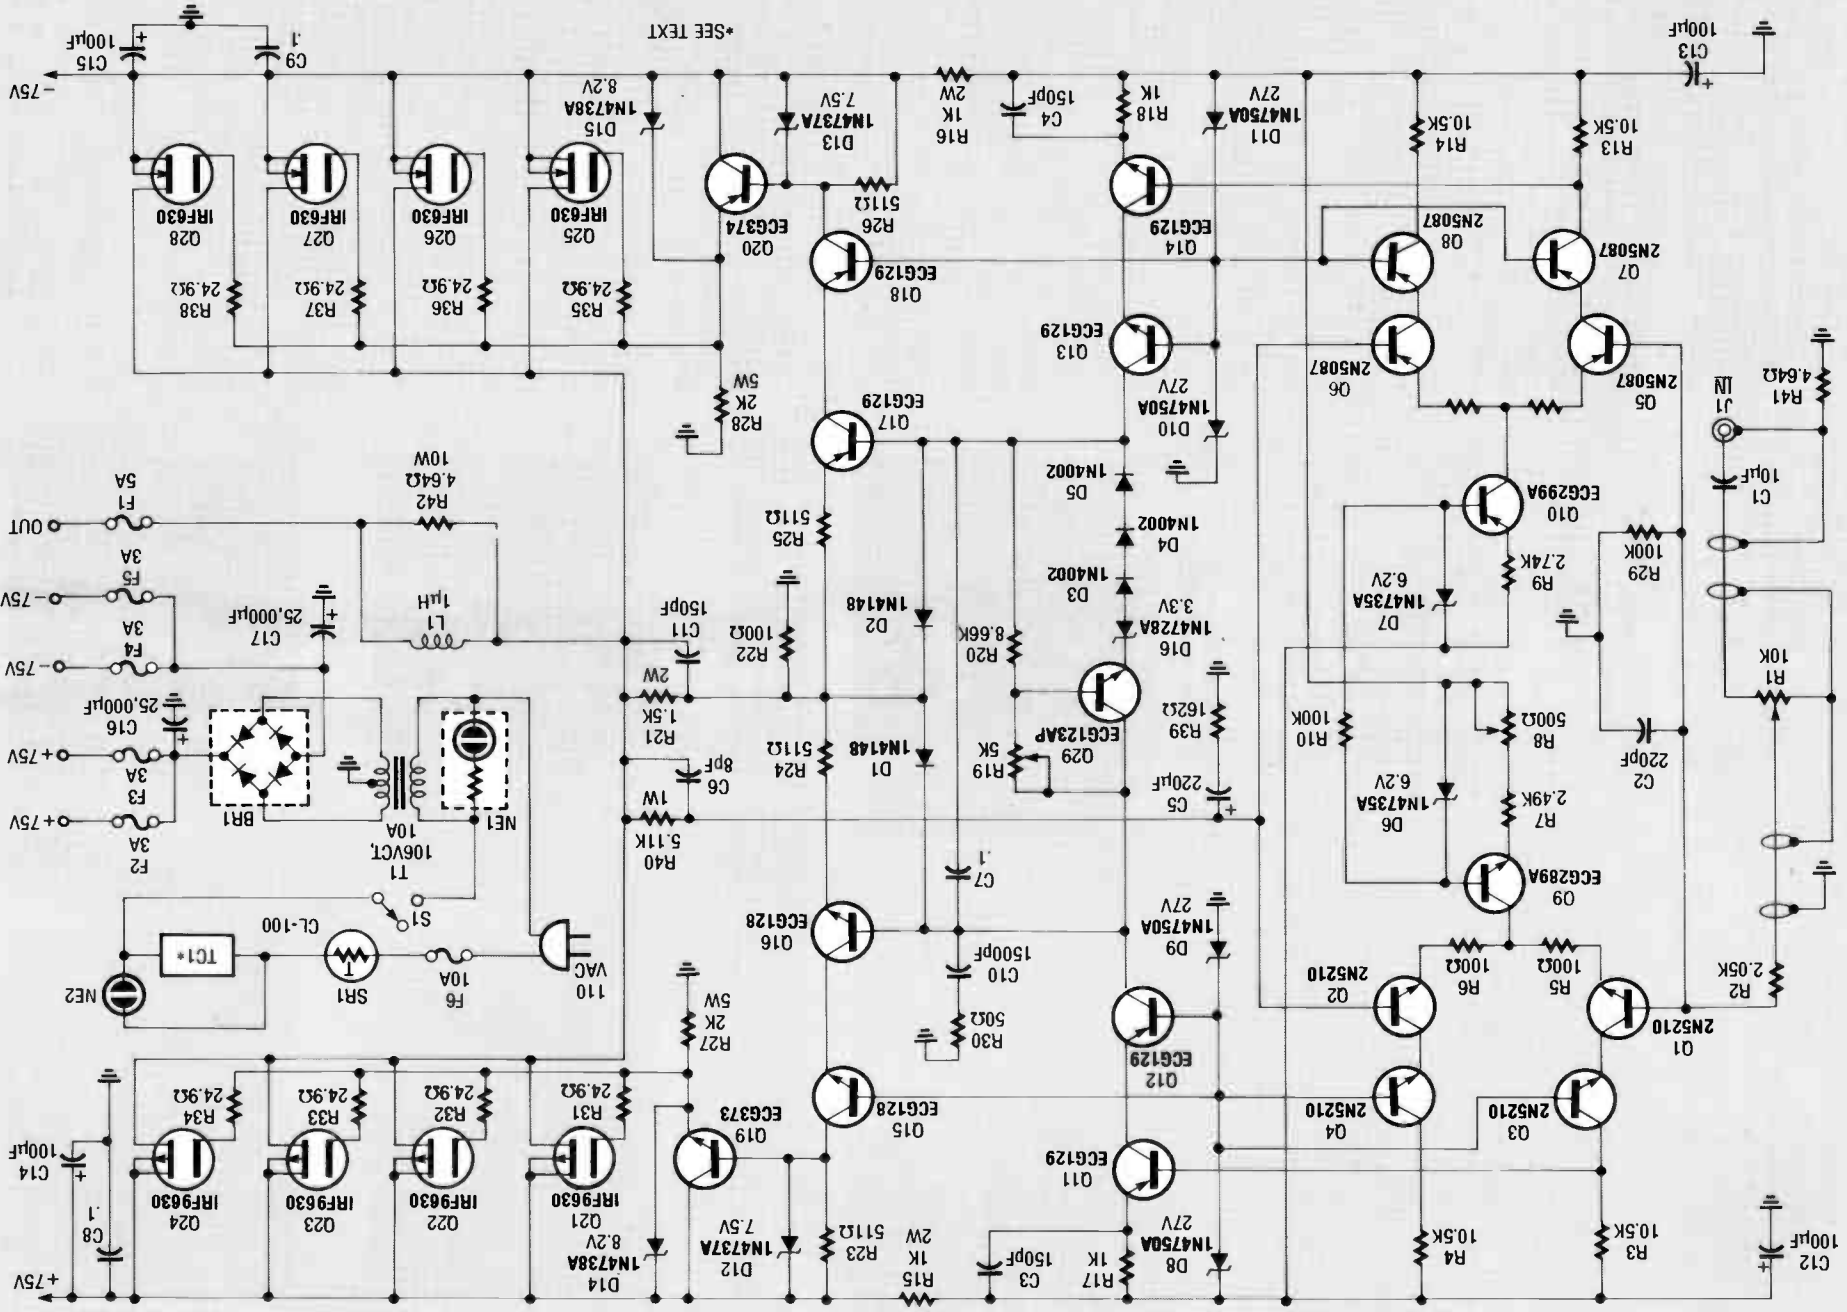 C12
100µF
R3
10.5K
R4
10.5K
D8
1N4750A
27V
R17
1K
C3
150pF
R15
1K
2W
R23
511Ω
D12
1N4737A
7.5V
D14
1N4738A
8.2V
+75V
C8
.1
C14
100µF
Q21
IRF9630
Q22
IRF9630
Q23
IRF9630
Q24
IRF9630
R31
24.9Ω
R32
24.9Ω
R33
24.9Ω
R34
24.9Ω
Q11
ECG129
Q19
ECG373
Q3
2N5210
Q4
2N5210
Q15
ECG128
Q12
ECG129
R27
2K
5W
Q1
2N5210
Q2
2N5210
R2
2.05K
R5
100Ω
R6
100Ω
D9
1N4750A
27V
R30
50Ω
C10
1500pF
Q16
ECG128
110
VAC
F6
10A
SR1
CL-100
TC1*
NE2
S1
Q9
ECG289A
C7
.1
R7
2.49K
D6
1N4735A
6.2V
R8
500Ω
R10
100K
C2
220pF
C5
220µF
R39
162Ω
R19
5K
Q29
ECG123AP
D1
1N4148
R24
511Ω
R40
5.11K
1W
C6
8pF
R21
1.5K
2W
T1
106VCT,
10A
NE1
BR1
F2
3A
+75V
F3
3A
+75V
C16
25,000µF
F4
3A
-75V
F5
3A
-75V
C17
25,000µF
R1
10K
D16
1N4728A
3.3V
D3
1N4002
D4
1N4002
D5
1N4002
R20
8.66K
D2
1N4148
R22
100Ω
C11
150pF
L1
1µH
R42
4.64Ω
10W
F1
5A
OUT
R29
100K
R9
2.74K
D7
1N4735A
6.2V
Q10
ECG299A
R25
511Ω
C1
10µF
J1
IN
R41
4.64Ω
Q5
2N5087
Q6
2N5087
D10
1N4750A
27V
Q17
ECG129
R28
2K
5W
Q13
ECG129
Q7
2N5087
Q8
2N5087
Q14
ECG129
Q18
ECG129
R35
24.9Ω
R36
24.9Ω
R37
24.9Ω
R38
24.9Ω
R26
511Ω
Q20
ECG374
Q25
IRF630
Q26
IRF630
Q27
IRF630
Q28
IRF630
R13
10.5K
R14
10.5K
D11
1N4750A
27V
R18
1K
C4
150pF
R16
1K
2W
D13
1N4737A
7.5V
D15
1N4738A
8.2V
-75V
C13
100µF
C9
.1
C15
100µF
*SEE TEXT